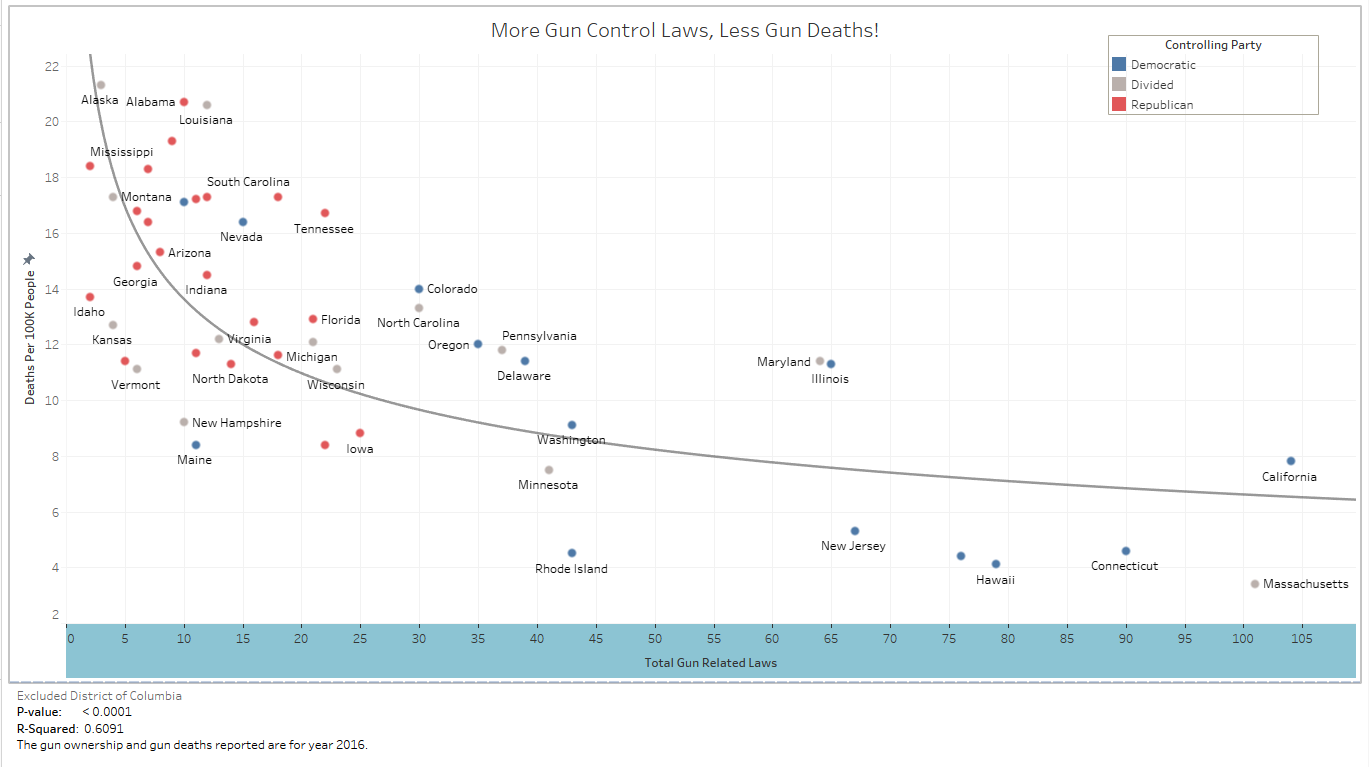 More Gun Control Laws, Less Gun Deaths!
Controlling Party
Democratic
Divided
Republican
22
20
18
16
14
12
10
8
6
4
2
Deaths Per 100K People
Alaska
Alabama
Louisiana
Mississippi
South Carolina
Montana
Tennessee
Nevada
Arizona
Georgia
Indiana
Colorado
Idaho
Florida
North Carolina
Kansas
Virginia
Oregon
Pennsylvania
Michigan
Maryland
Vermont
North Dakota
Wisconsin
Delaware
Illinois
New Hampshire
Maine
Iowa
Washington
California
Minnesota
New Jersey
Rhode Island
Connecticut
Hawaii
Massachusetts
0 5 10 15 20 25 30 35 40 45 50 55 60 65 70 75 80 85 90 95 100 105
Total Gun Related Laws
Excluded District of Columbia
P-value: < 0.0001
R-Squared: 0.6091
The gun ownership and gun deaths reported are for year 2016.